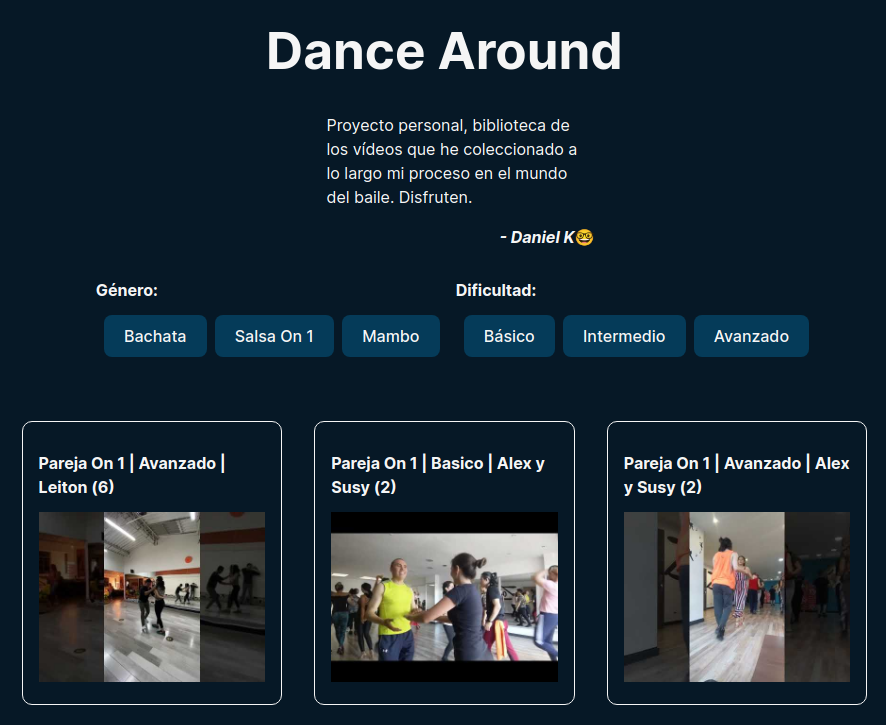 Dance Around
Proyecto personal, biblioteca de
los vídeos que he coleccionado a
lo largo mi proceso en el mundo
del baile. Disfruten.
- Daniel K🤓
Género:
Bachata
Salsa On 1
Mambo
Dificultad:
Básico
Intermedio
Avanzado
Pareja On 1 | Avanzado |
Leiton (6)
Pareja On 1 | Basico | Alex y
Susy (2)
Pareja On 1 | Avanzado | Alex
y Susy (2)